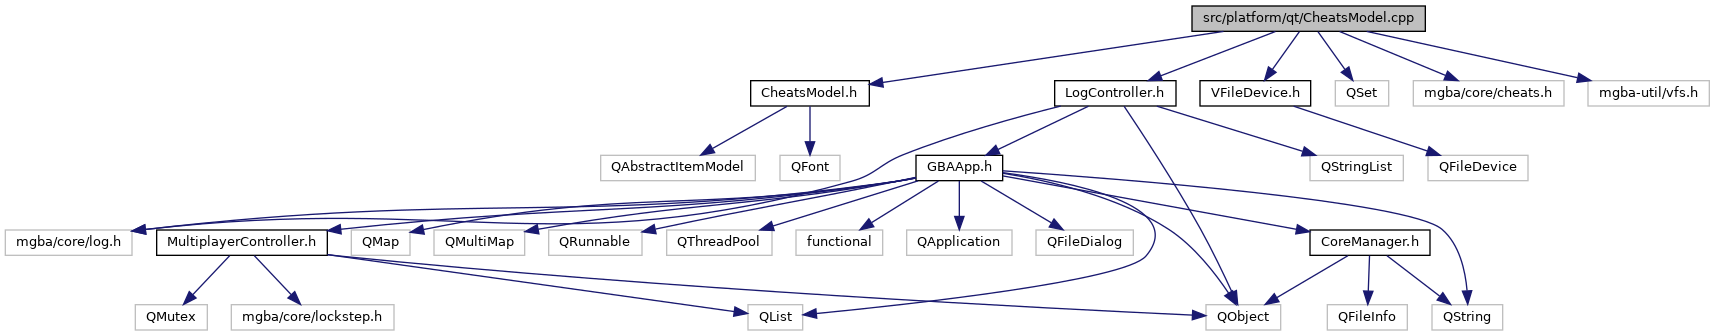 src/platform/qt/CheatsModel.cpp
CheatsModel.h
LogController.h
VFileDevice.h
QSet
mgba/core/cheats.h
mgba-util/vfs.h
QAbstractItemModel
QFont
GBAApp.h
QStringList
QFileDevice
mgba/core/log.h
MultiplayerController.h
QMap
QMultiMap
QRunnable
QThreadPool
functional
QApplication
QFileDialog
CoreManager.h
QMutex
mgba/core/lockstep.h
QList
QObject
QFileInfo
QString